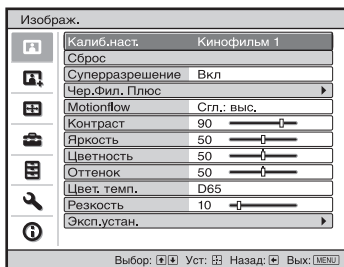 Изображ.
Калиб.наст. Кинофильм 1
Сброс
Суперразрешение Вкл
Чер.Фил. Плюс
Motionflow Сгл.: выс.
Контраст 90
Яркость 50
Цветность 50
Оттенок 50
Цвет. темп. D65
Резкость 10
Эксп.устан.
Выбор: Уст: Назад: Вых: MENU